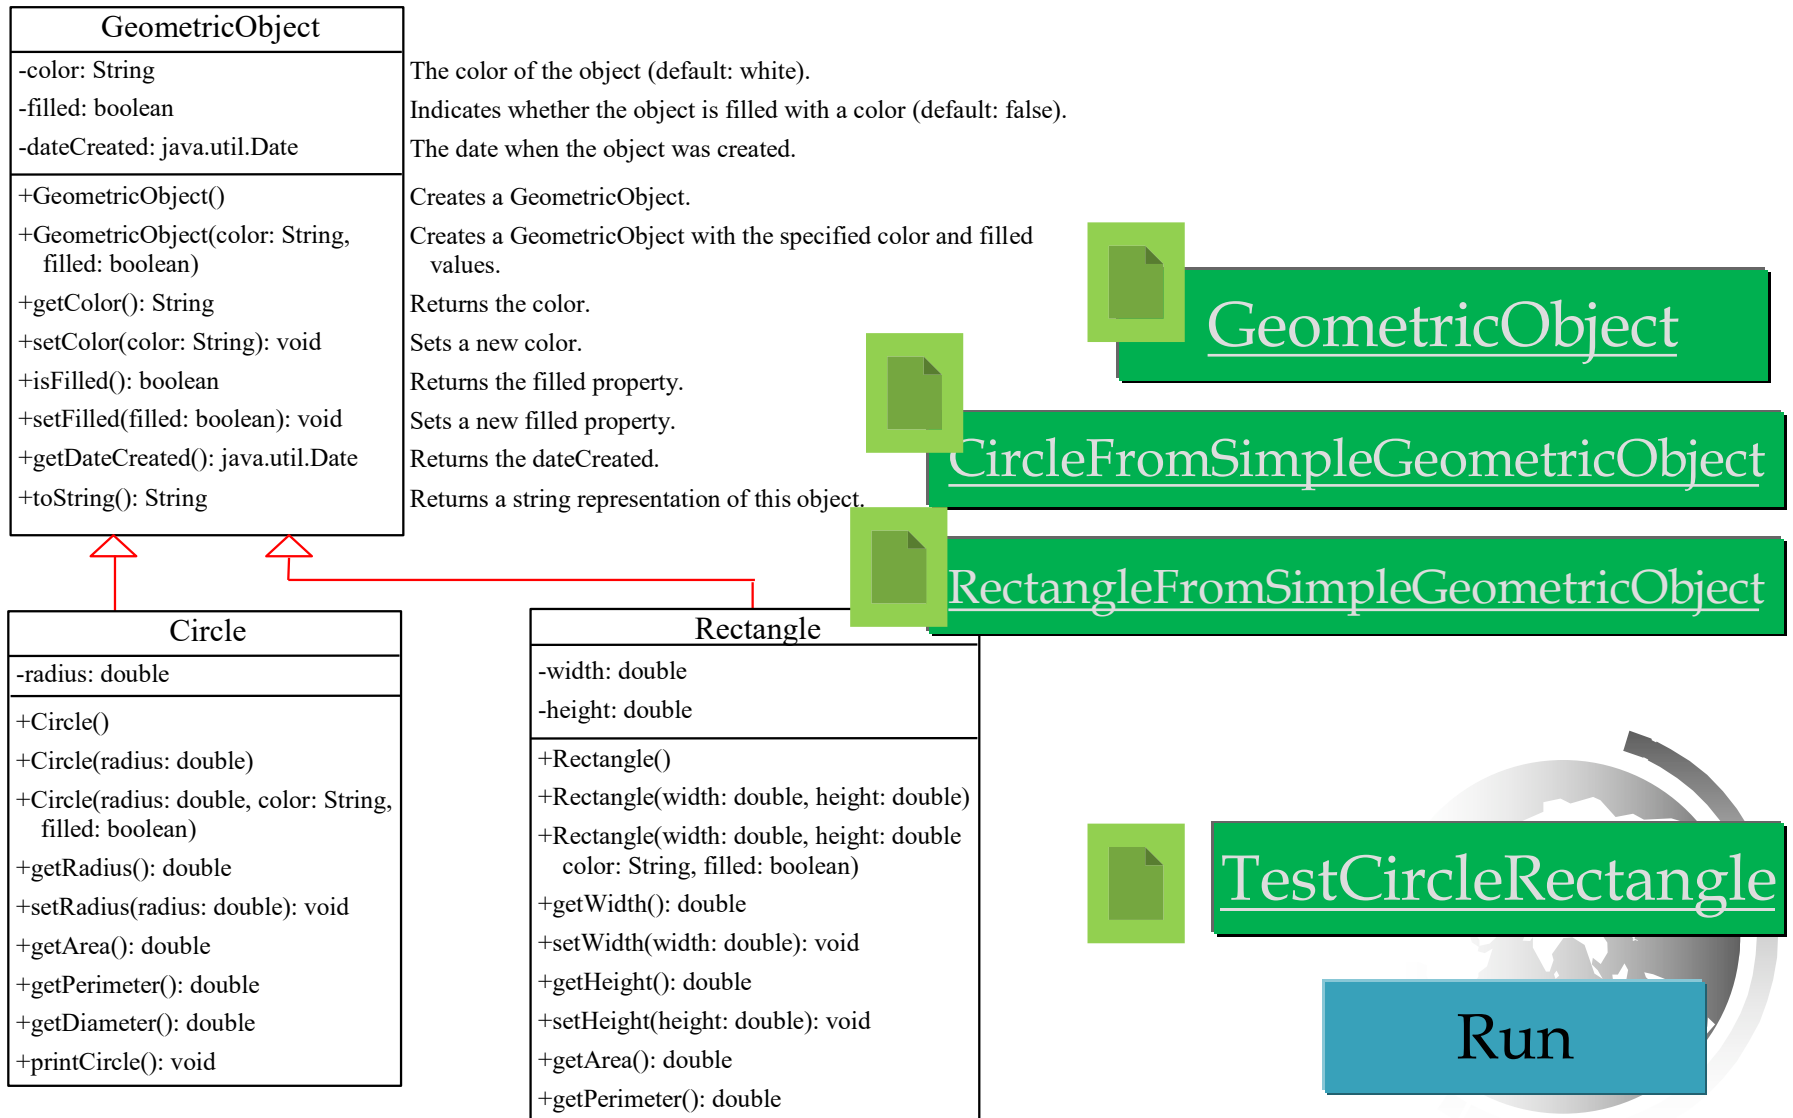 GeometricObject
-color: String
The color of the object (default: white).
-filled: boolean
Indicates whether the object is filled with a color (default: false).
-dateCreated: java.util.Date
The date when the object was created.
+GeometricObject()
Creates a GeometricObject.
+GeometricObject(color: String,
filled: boolean)
Creates a GeometricObject with the specified color and filled
values.
+getColor(): String
Returns the color.
+setColor(color: String): void
Sets a new color.
+isFilled(): boolean
Returns the filled property.
+setFilled(filled: boolean): void
Sets a new filled property.
+getDateCreated(): java.util.Date
Returns the dateCreated.
+toString(): String
Returns a string representation of this object.
GeometricObject
CircleFromSimpleGeometricObject
RectangleFromSimpleGeometricObject
Circle
-radius: double
+Circle()
+Circle(radius: double)
+Circle(radius: double, color: String,
filled: boolean)
+getRadius(): double
+setRadius(radius: double): void
+getArea(): double
+getPerimeter(): double
+getDiameter(): double
+printCircle(): void
Rectangle
-width: double
-height: double
+Rectangle()
+Rectangle(width: double, height: double)
+Rectangle(width: double, height: double
color: String, filled: boolean)
+getWidth(): double
+setWidth(width: double): void
+getHeight(): double
+setHeight(height: double): void
+getArea(): double
+getPerimeter(): double
TestCircleRectangle
Run